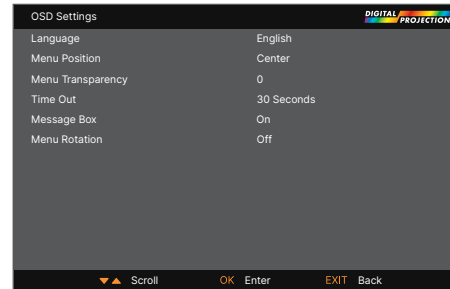 OSD Settings
DIGITAL
PROJECTION
Language English
Menu Position Center
Menu Transparency 0
Time Out 30 Seconds
Message Box On
Menu Rotation Off
▼▲ Scroll OK Enter EXIT Back